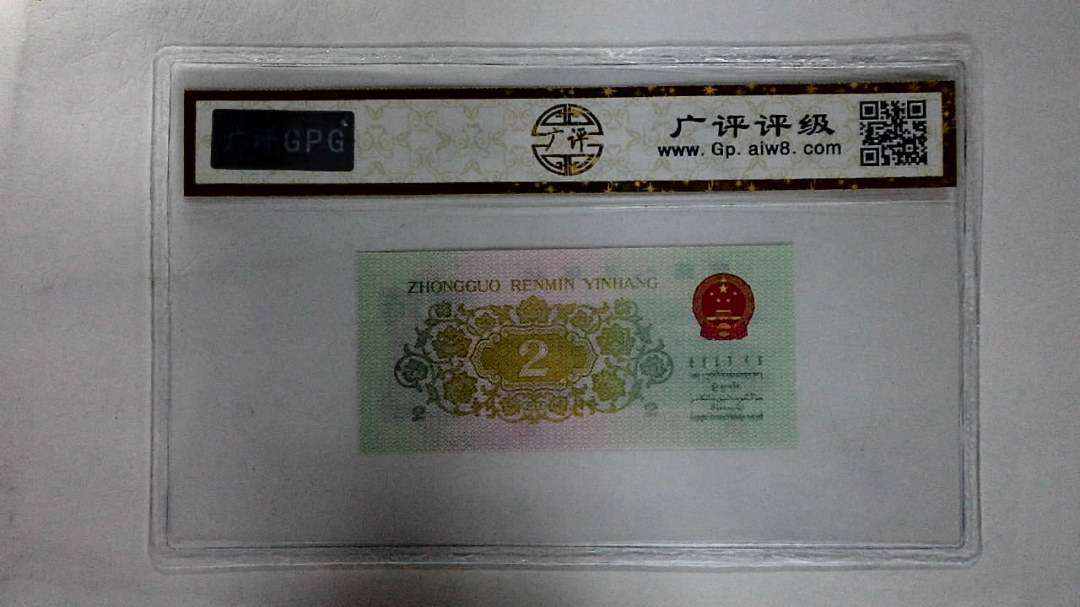 广评GPG
广评
广评评级
www.Gp.aiw8.com
ZHONGGUO RENMIN YINHANG
2
2 2